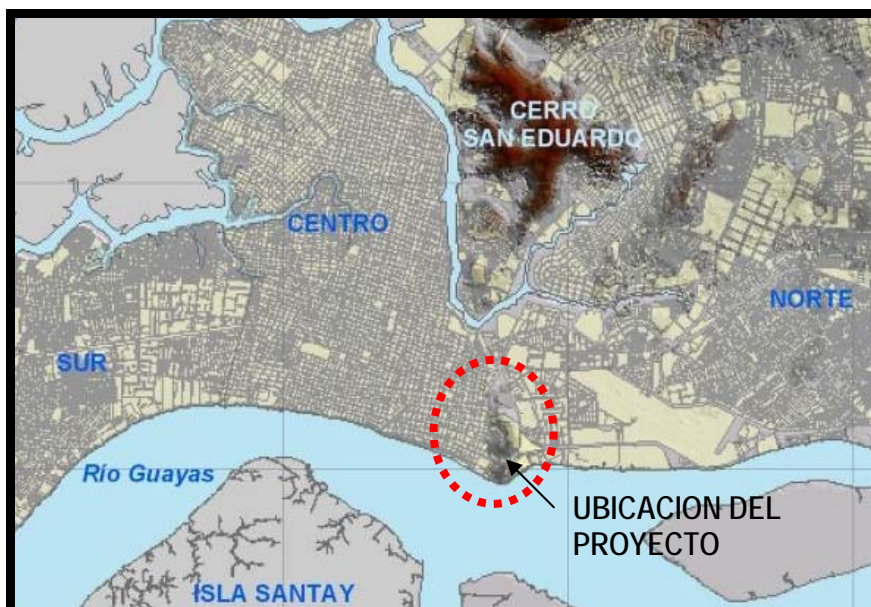 CERRO
SAN EDUARDO
CENTRO
NORTE
SUR
Río Guayas
UBICACION DEL
PROYECTO
ISLA SANTAY